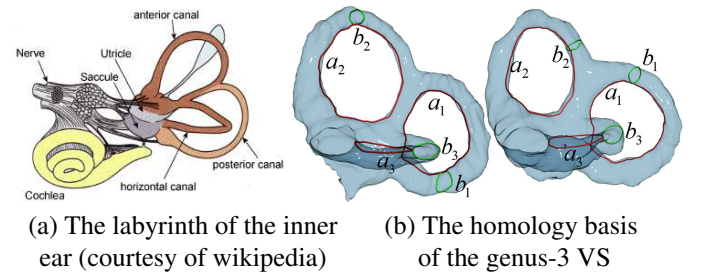 anterior canal
Nerve
Utricle
Saccule
posterior canal
horizontal canal
Cochlea
b2
a2
a1
b3
a3
b1
b2
a2
b1
a1
b3
a3
(a) The labyrinth of the inner
ear (courtesy of wikipedia)
(b) The homology basis
of the genus-3 VS